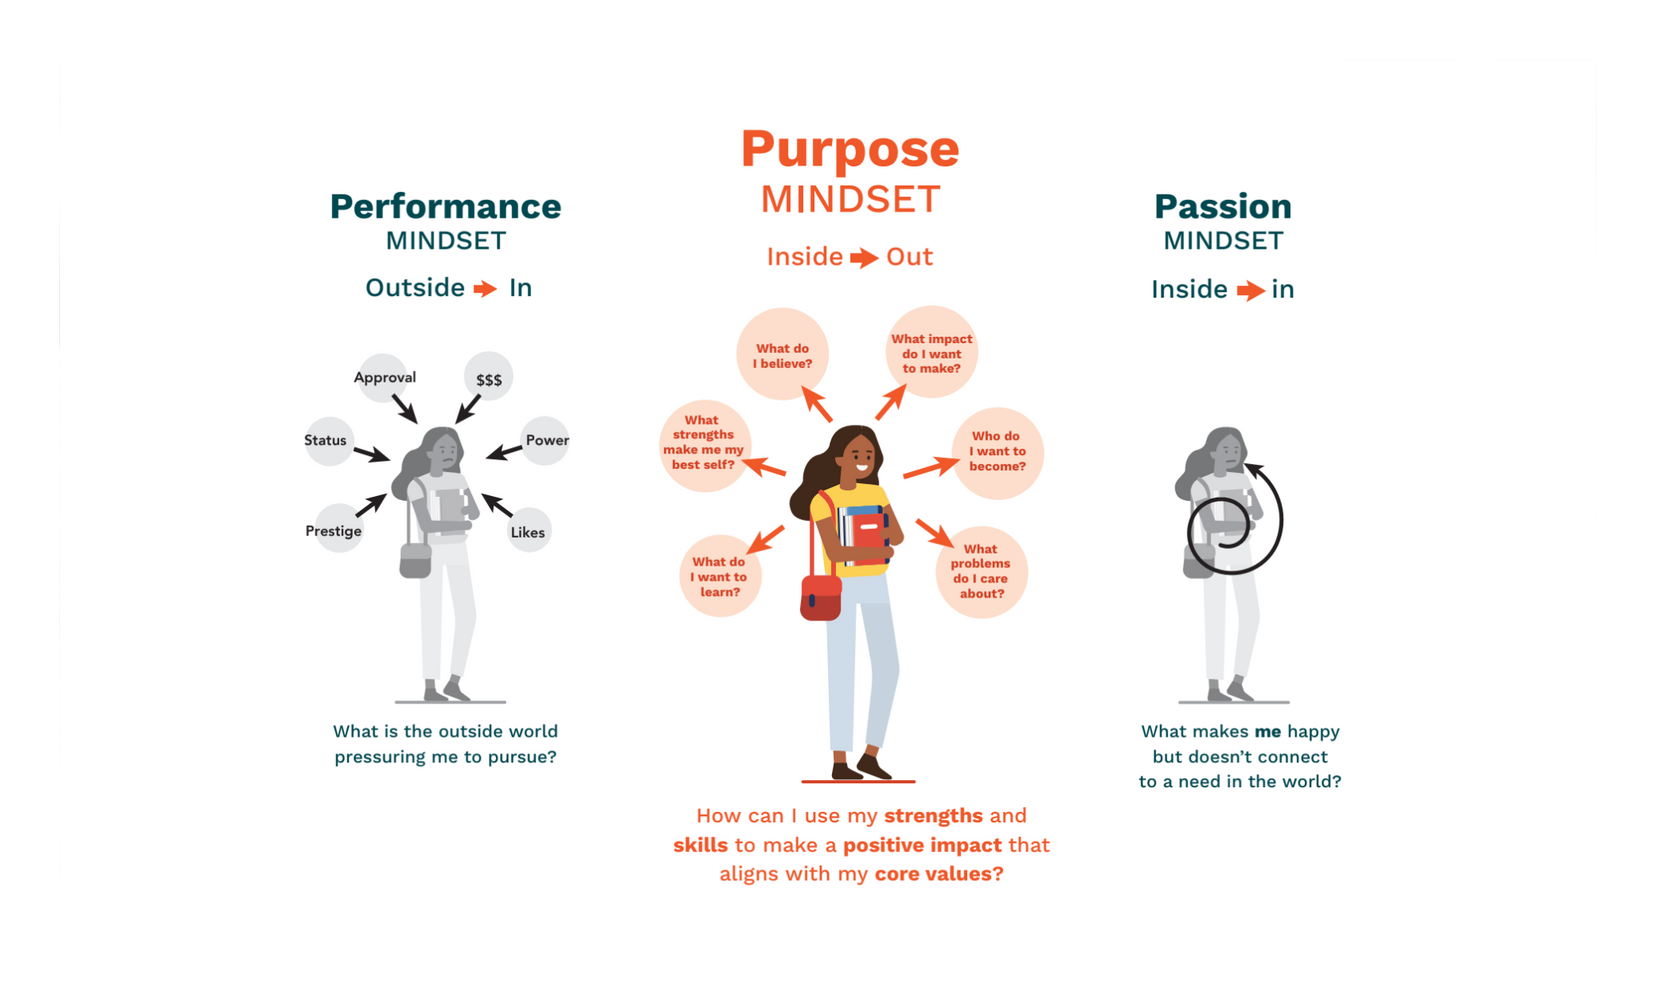 Performance
MINDSET
Outside In
Approval
$$$
Status
Power
Prestige
Likes
What is the outside world
pressuring me to pursue?
Purpose
MINDSET
Inside Out
What do
I believe?
What impact
do I want
to make?
What
strengths
make me my
best self?
Who do
I want to
become?
What do
I want to
learn?
What
problems
do I care
about?
How can I use my strengths and
skills to make a positive impact that
aligns with my core values?
Passion
MINDSET
Inside in
What makes me happy
but doesn’t connect
to a need in the world?